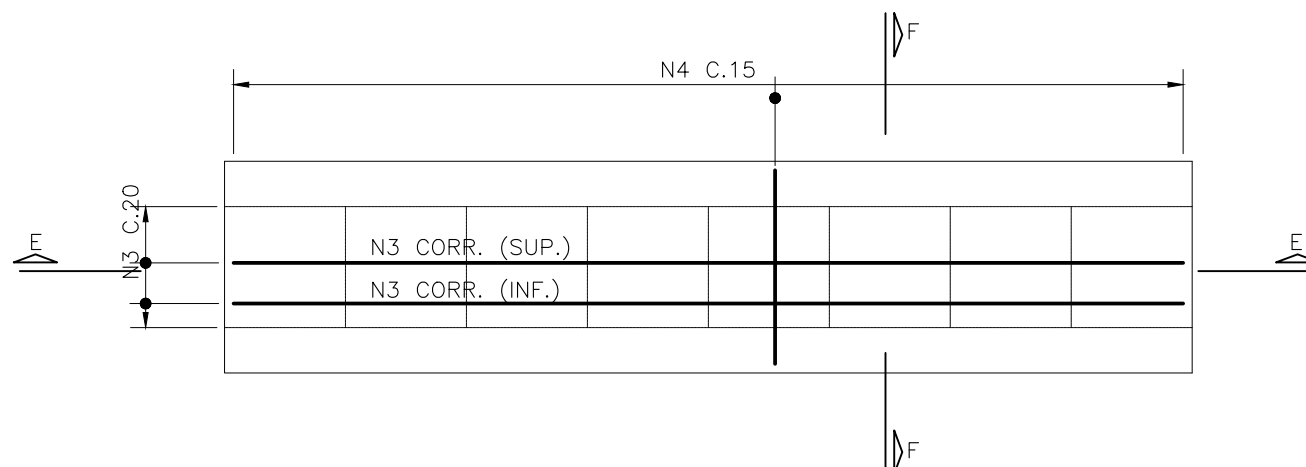 F
N4 C.15
N3 C.20
E
N3 CORR. (SUP.)
E
N3 CORR. (INF.)
F